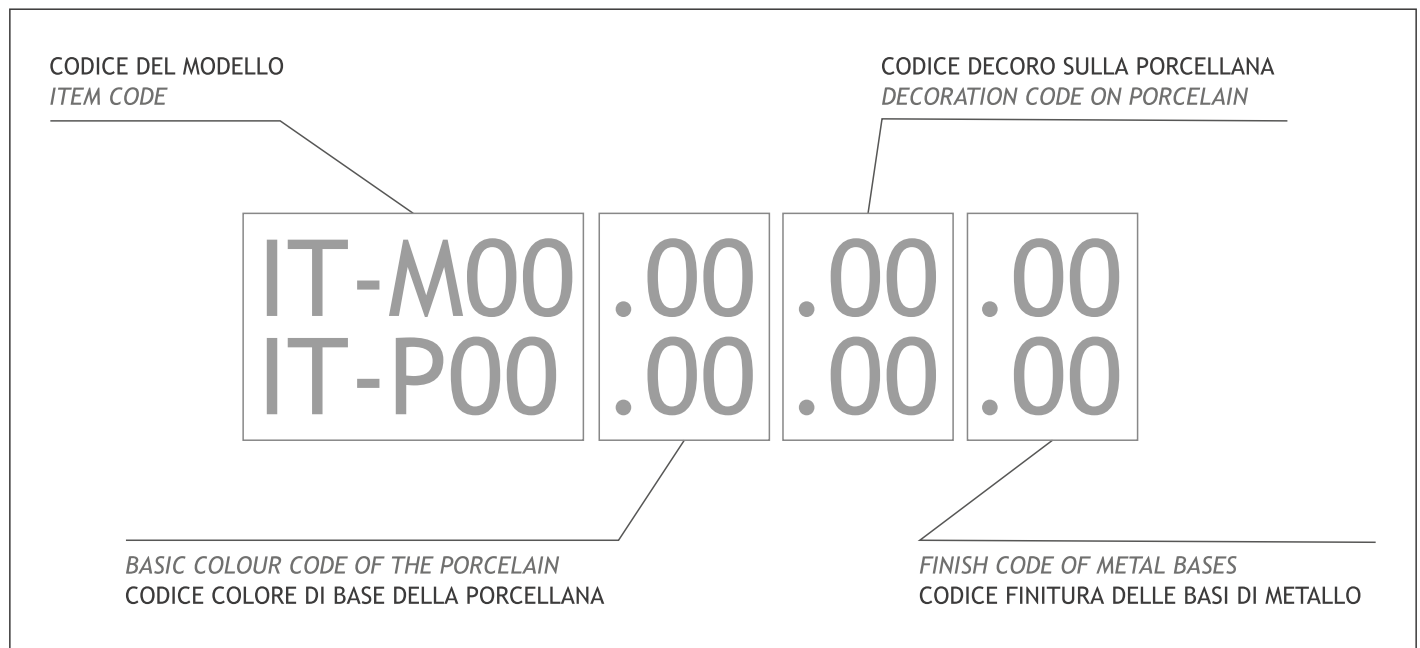 CODICE DEL MODELLO
ITEM CODE
CODICE DECORO SULLA PORCELLANA
DECORATION CODE ON PORCELAIN
IT-M00 .00 .00 .00
IT-P00 .00 .00 .00
BASIC COLOUR CODE OF THE PORCELAIN
CODICE COLORE DI BASE DELLA PORCELLANA
FINISH CODE OF METAL BASES
CODICE FINITURA DELLE BASI DI METALLO